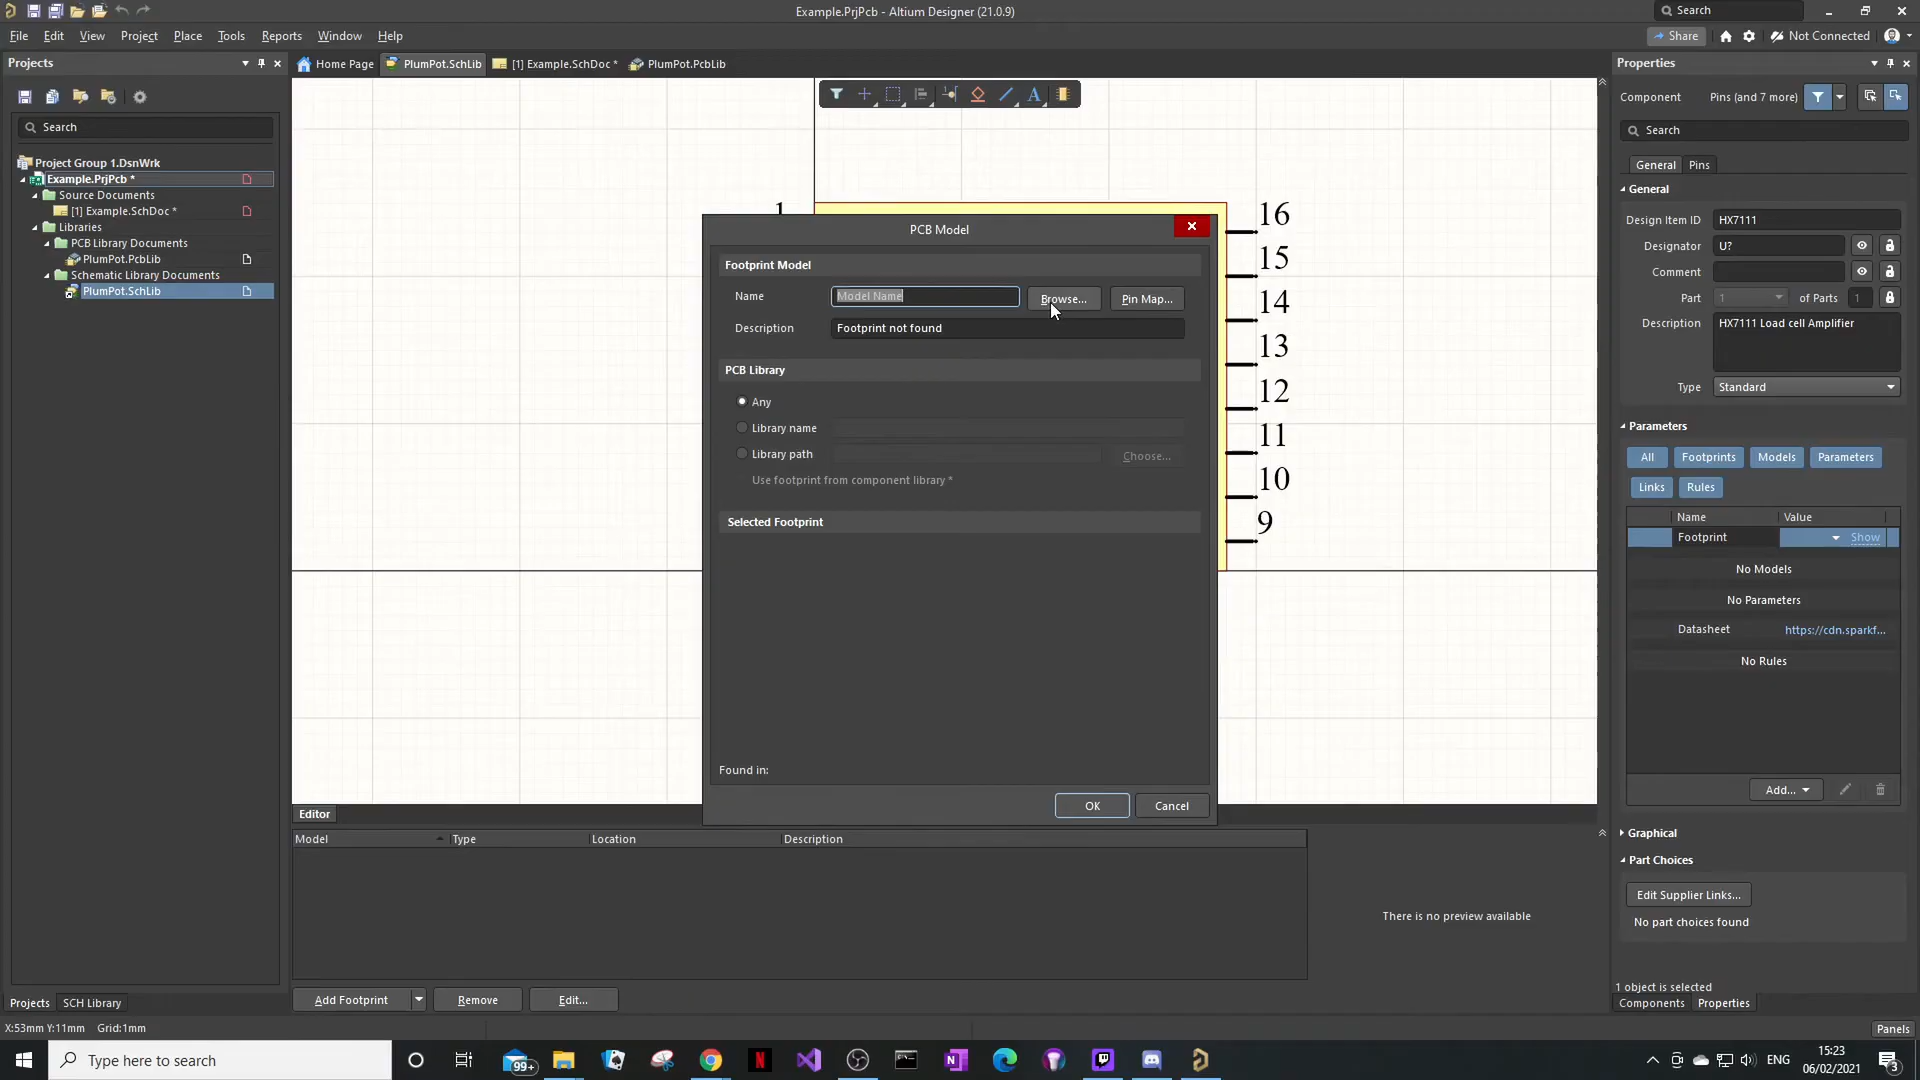 Example.PrjPcb - Altium Designer (21.0.9)
Search
File Edit View Project Place Tools Reports Window Help
Share
Not Connected
Projects
Home Page
PlumPot.SchLib
[1] Example.SchDoc *
PlumPot.PcbLib
Properties
Component
Pins (and 7 more)
Search
Search
General
Pins
Project Group 1.DsnWrk
Example.PrjPcb *
Source Documents
[1] Example.SchDoc *
Libraries
PCB Library Documents
PlumPot.PcbLib
Schematic Library Documents
PlumPot.SchLib
1
16
15
14
13
12
11
10
9
PCB Model
Footprint Model
Name
Model Name
Browse...
Pin Map...
Description
Footprint not found
PCB Library
Any
Library name
Library path
Choose...
Use footprint from component library *
Selected Footprint
Found in:
OK
Cancel
General
Design Item ID
HX7111
Designator
U?
Comment
Part
1
of Parts
1
Description
HX7111 Load cell Amplifier
Type
Standard
Parameters
All
Footprints
Models
Parameters
Links
Rules
Name
Value
Footprint
Show
No Models
No Parameters
Datasheet
https://cdn.sparkf...
No Rules
Add...
Graphical
Part Choices
Edit Supplier Links...
No part choices found
1 object is selected
Components
Properties
Editor
Model
Type
Location
Description
There is no preview available
Add Footprint
Remove
Edit...
Projects
SCH Library
X:53mm Y:11mm Grid:1mm
Panels
Type here to search
99+
ENG
15:23
06/02/2021
3